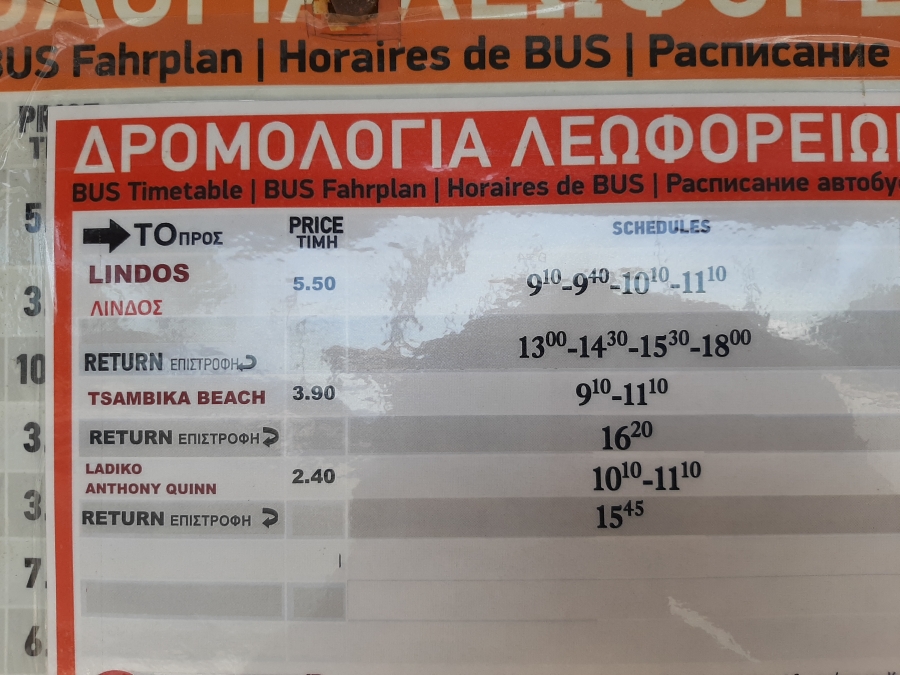 BUS Fahrplan | Horaires de BUS | Расписание
ΔΡΟΜΟΛΟΓΙΑ ΛΕΩΦΟΡΕΙΩΝ
BUS Timetable | BUS Fahrplan | Horaires de BUS | Расписание автобу
TO ΠΡΟΣ PRICE SCHEDULES
ΤΙΜΗ
LINDOS 5.50 9¹⁰-9⁴⁰-10¹⁰-11¹⁰
ΛΙΝΔΟΣ
RETURN ΕΠΙΣΤΡΟΦΗ 13⁰⁰-14³⁰-15³⁰-18⁰⁰
TSAMBIKA BEACH 3.90 9¹⁰-11¹⁰
RETURN ΕΠΙΣΤΡΟΦΗ 16²⁰
LADIKO 2.40 10¹⁰-11¹⁰
ANTHONY QUINN
RETURN ΕΠΙΣΤΡΟΦΗ 15⁴⁵